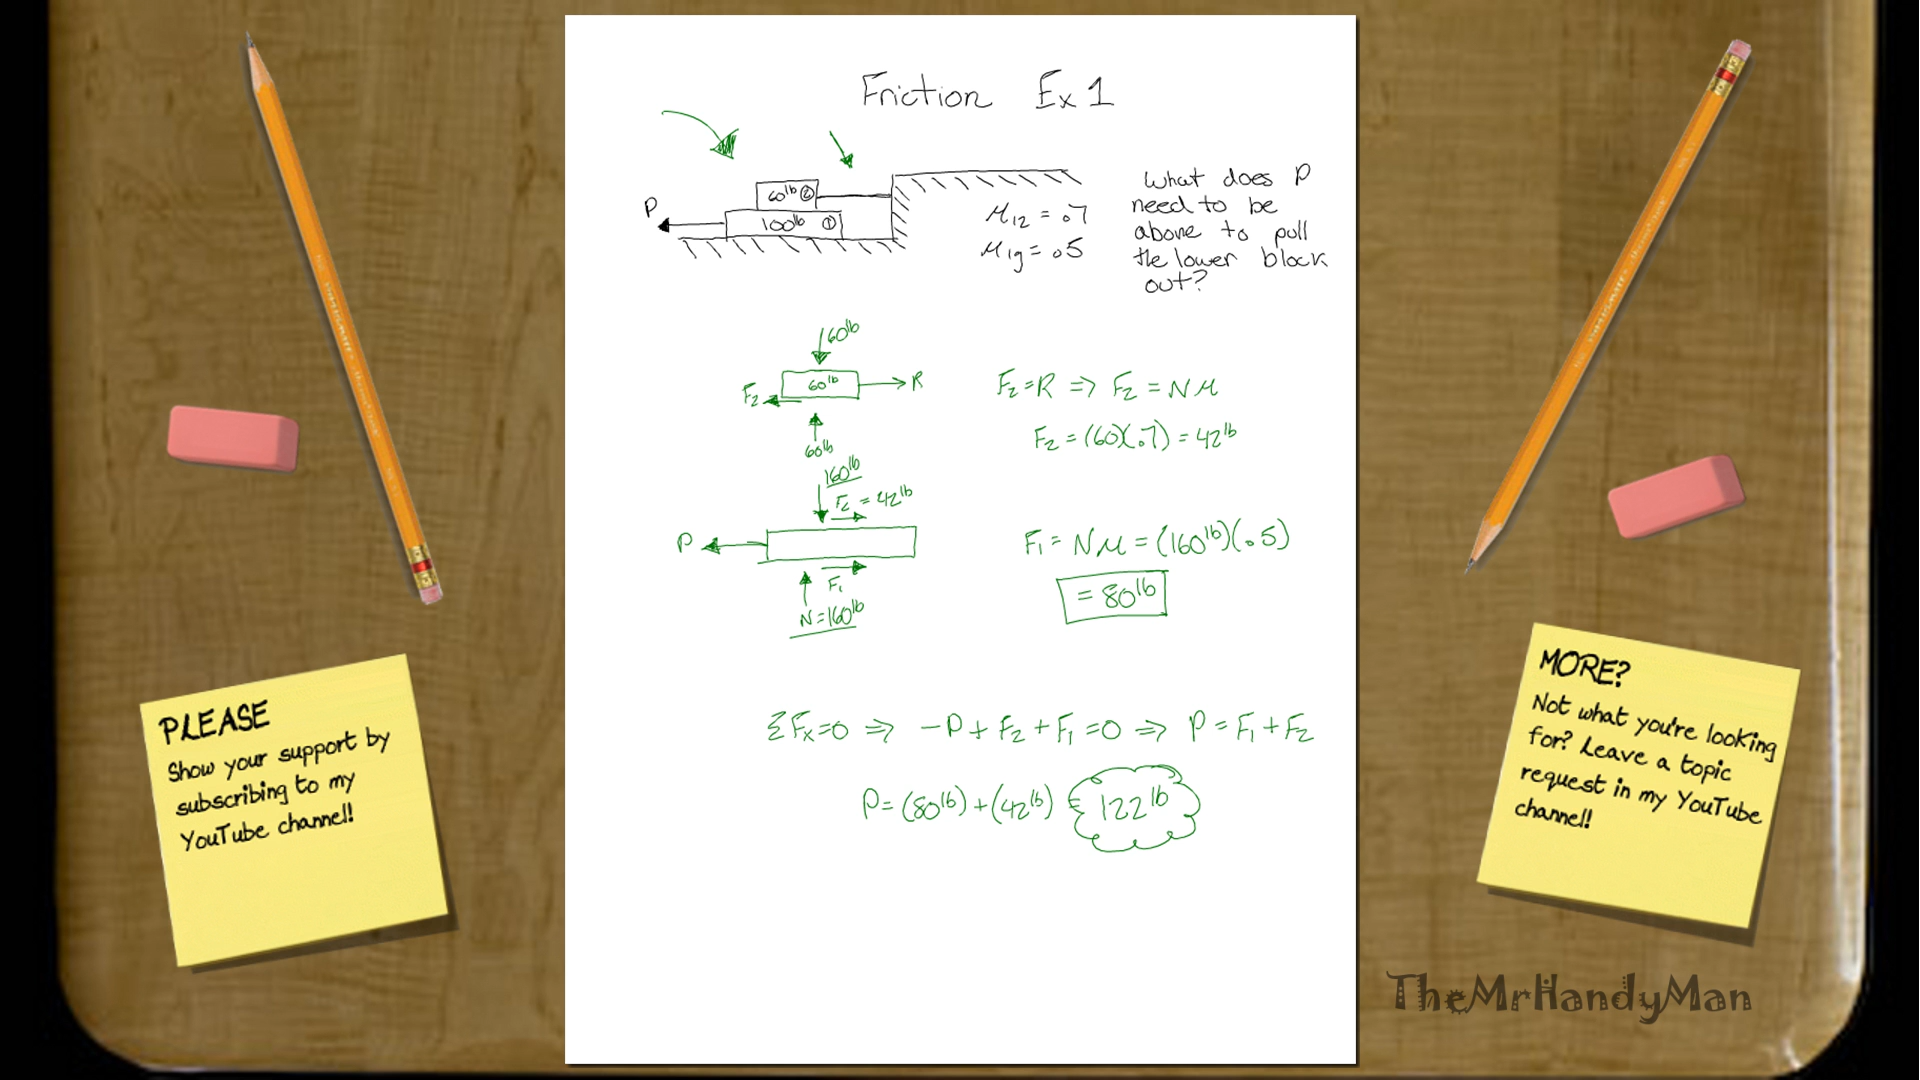 Friction Ex 1
P
60lb ②
100lb ①
μ12 = .7
μ1g = .5
What does P
need to be
above to pull
the lower block
out?
60lb
F2
60lb
R
60lb
F2=R => F2 = Nμ
F2 = (60)(.7) = 42lb
160lb
F2 = 42lb
P
F1
N=160lb
F1 = Nμ = (160lb)(.5)
= 80lb
ΣFx=0 => -P + F2 + F1 =0 => P = F1 + F2
P= (80lb)+(42lb) = 122lb
PLEASE
Show your support by
subscribing to my
YouTube channel!
MORE?
Not what you're looking
for? Leave a topic
request in my YouTube
channel!
TheMrHandyMan